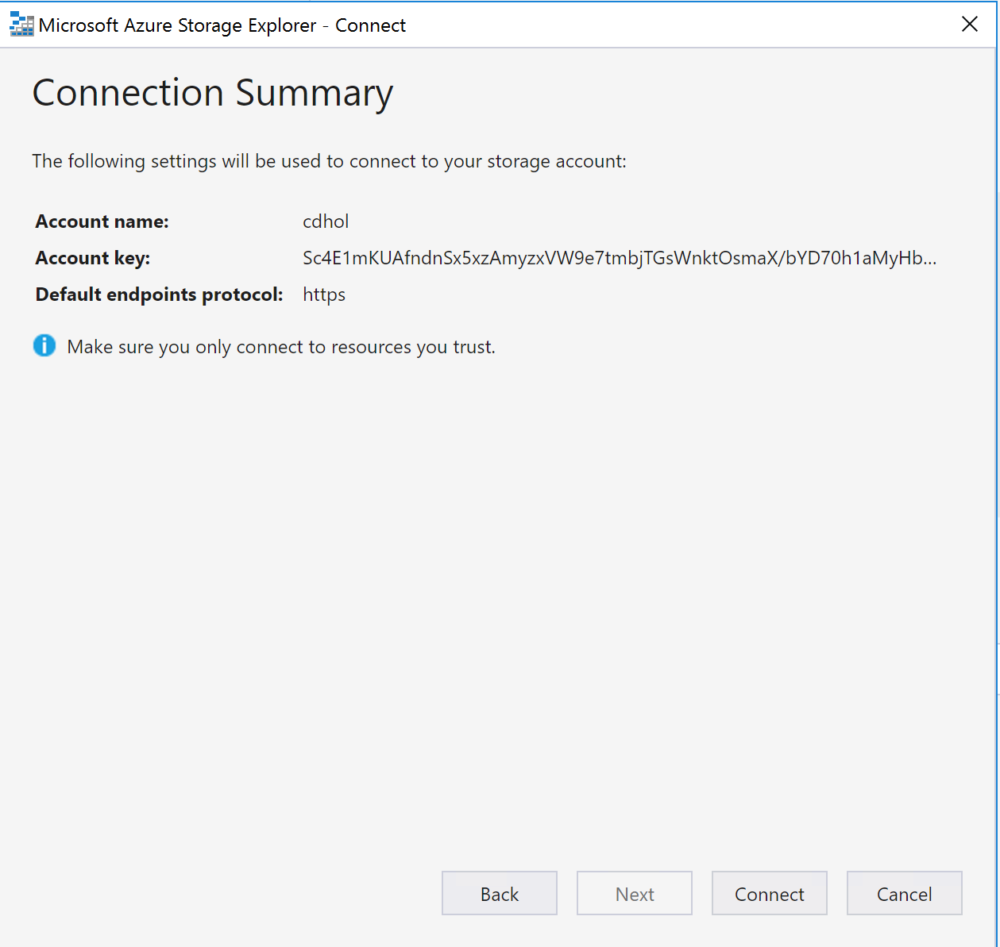 Microsoft Azure Storage Explorer - Connect
Connection Summary
The following settings will be used to connect to your storage account:
Account name: cdhol
Account key: Sc4E1mKUAfndnSx5xzAmyzxVW9e7tmbjTGsWnktOsmaX/bYD70h1aMyHb...
Default endpoints protocol: https
Make sure you only connect to resources you trust.
Back Next Connect Cancel